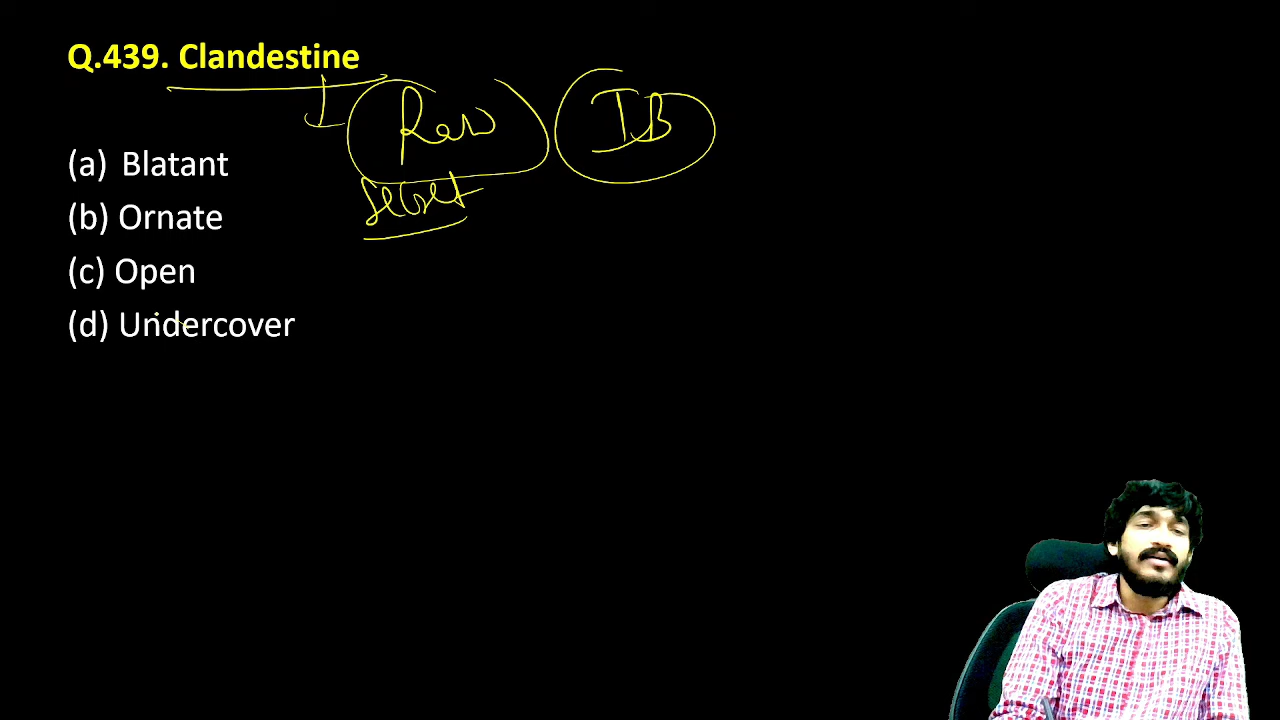 Q.439. Clandestine
Raw IB
Secret
(a) Blatant
(b) Ornate
(c) Open
(d) Undercover